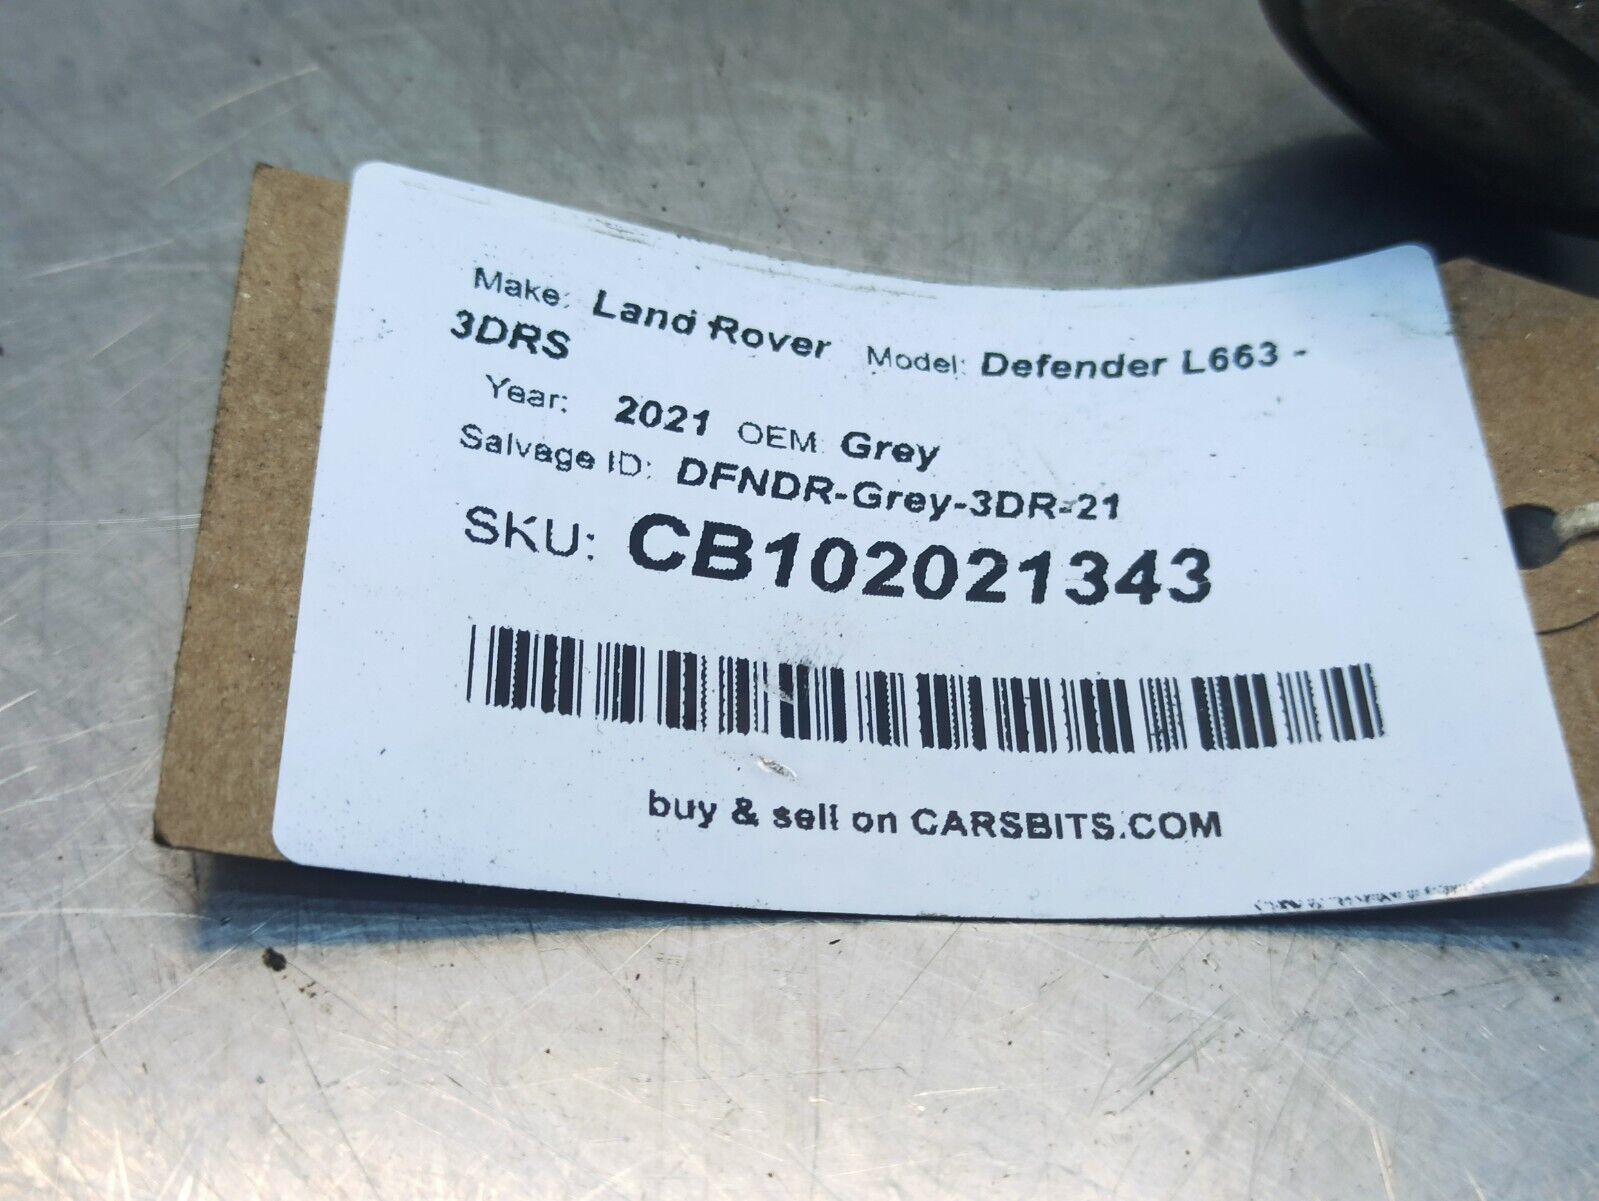 Make: Land Rover Model: Defender L663 -
3DRS
Year: 2021 OEM: Grey
Salvage ID: DFNDR-Grey-3DR-21
SKU: CB102021343
buy & sell on CARSBITS.COM